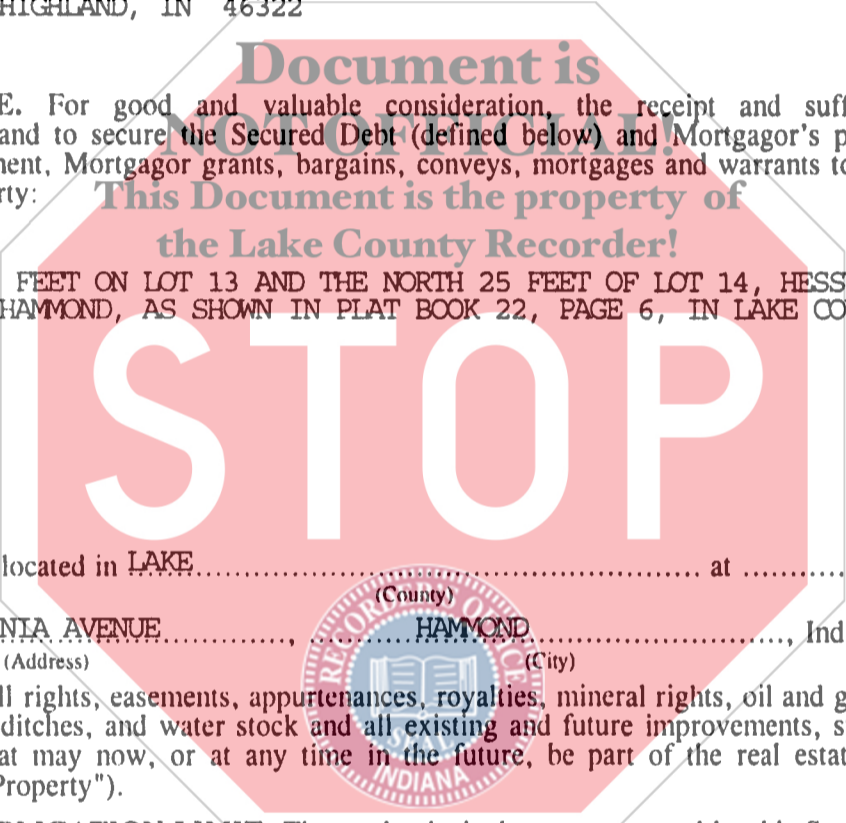 HIGHLAND, IN 46322
Document is
E. For good and valuable consideration, the receipt and suff
NOT OFFICIAL!
and to secure the Secured Debt (defined below) and Mortgagor's p
ment, Mortgagor grants, bargains, conveys, mortgages and warrants to
rty:
This Document is the property of
the Lake County Recorder!
FEET ON LOT 13 AND THE NORTH 25 FEET OF LOT 14, HESS
HAMMOND, AS SHOWN IN PLAT BOOK 22, PAGE 6, IN LAKE CO
STOP
located in LAKE at
(County)
NIA AVENUE, HAMMOND, Ind
(Address) (City)
RECORDER'S OFFICE
ll rights, easements, appurtenances, royalties, mineral rights, oil and g
ditches, and water stock and all existing and future improvements, s
SEAL
at may now, or at any time in the future, be part of the real estat
INDIANA
Property").